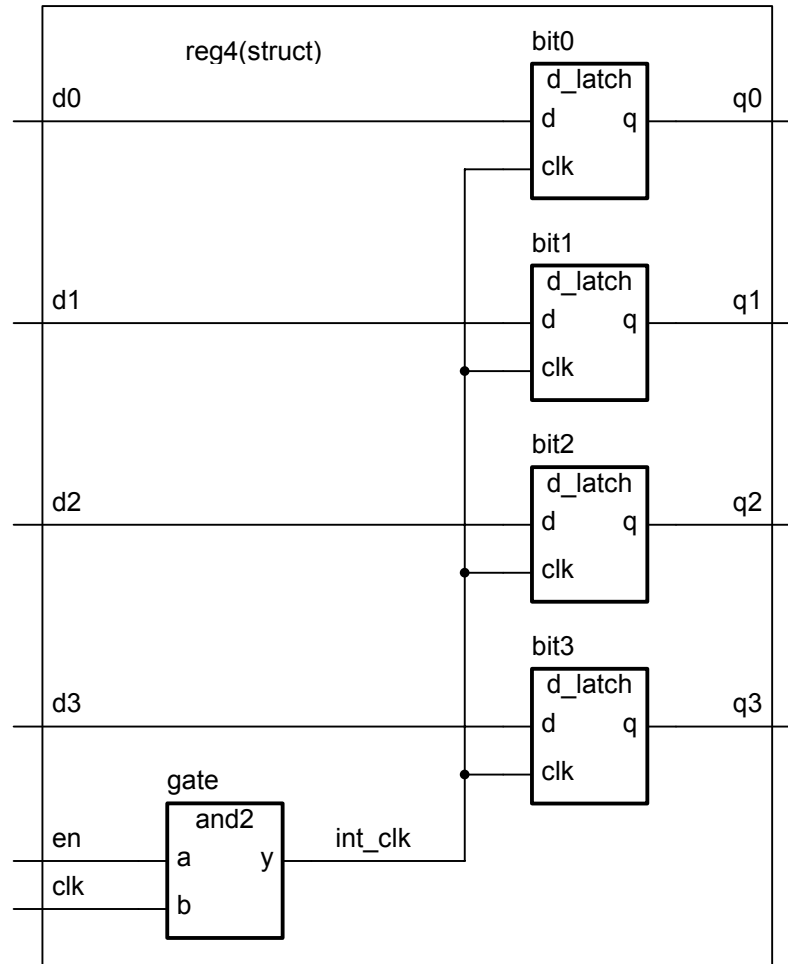 reg4(struct)
bit0
d_latch
d0
d q
q0
clk
bit1
d_latch
d1
d q
q1
clk
bit2
d_latch
d2
d q
q2
clk
bit3
d_latch
d3
d q
q3
clk
gate
and2
en
a y
int_clk
clk
b